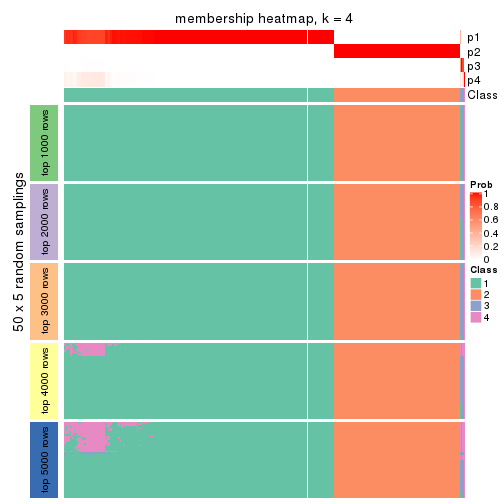 membership heatmap, k = 4
p1
p2
p3
p4
Class
50 x 5 random samplings
top 1000 rows
top 2000 rows
top 3000 rows
top 4000 rows
top 5000 rows
Prob
1
0.8
0.6
0.4
0.2
0
Class
1
2
3
4